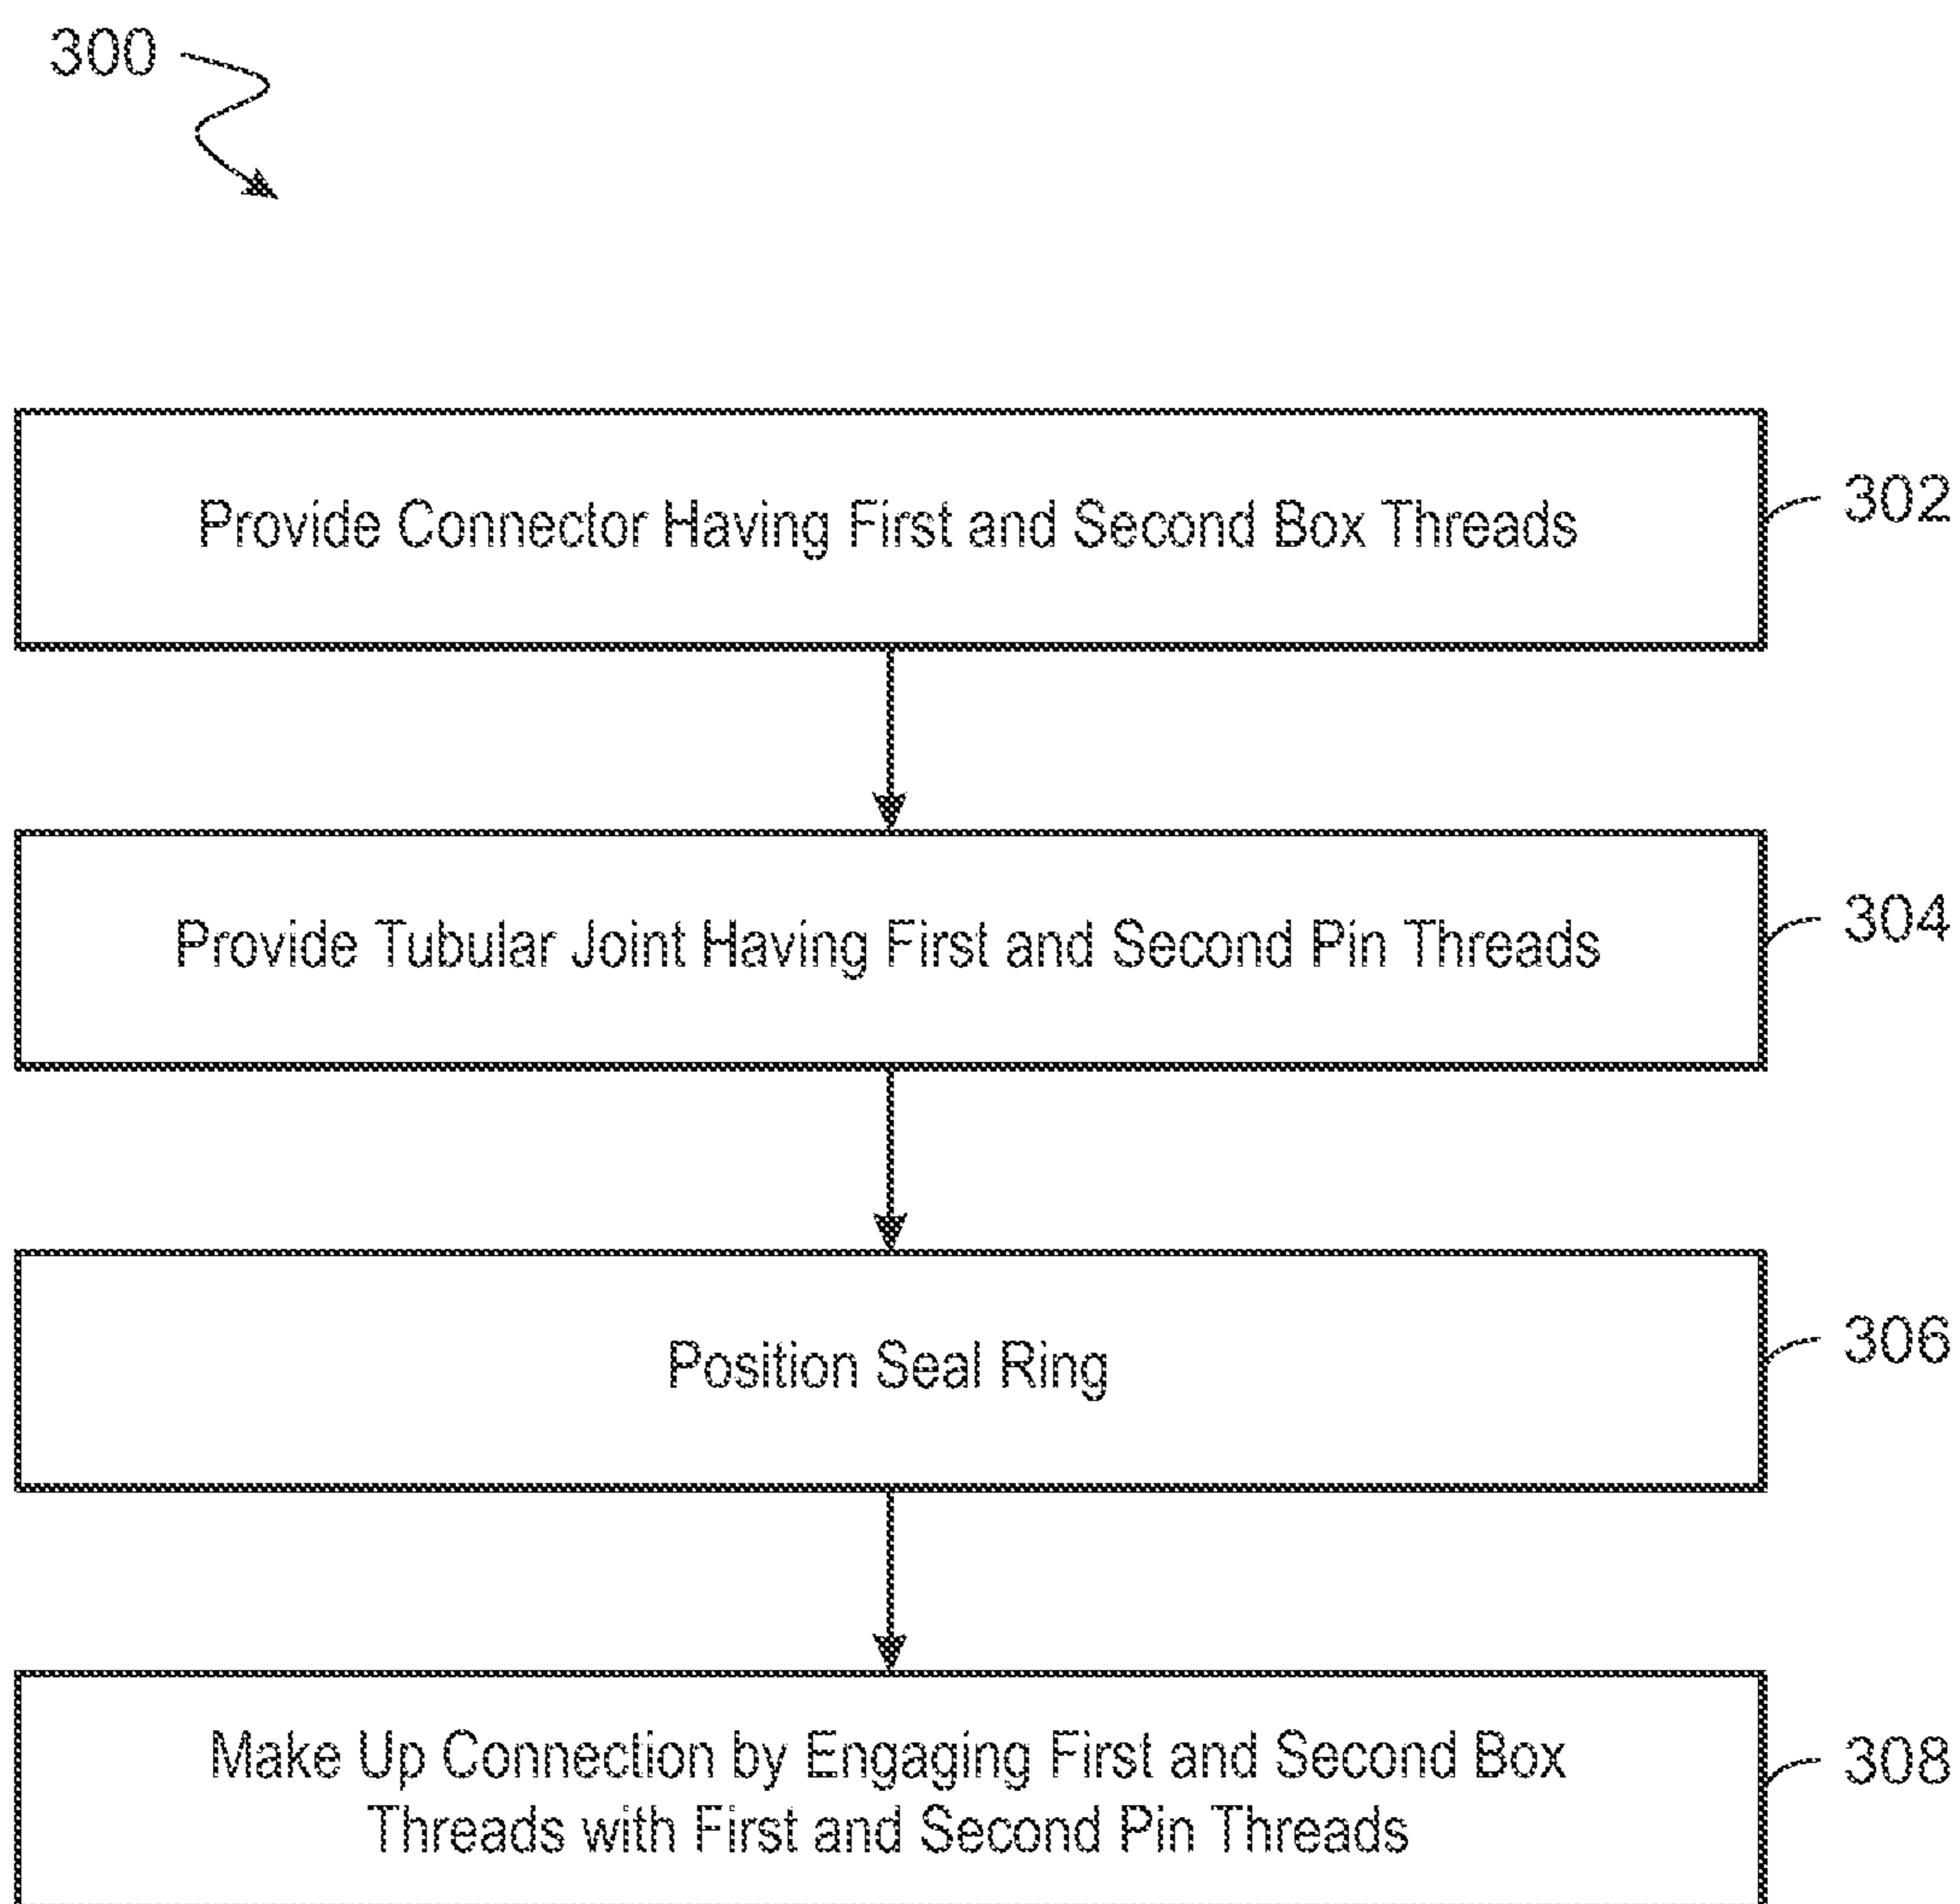 300
Provide Connector Having First and Second Box Threads
302
Provide Tubular Joint Having First and Second Pin Threads
304
Position Seal Ring
306
Make Up Connection by Engaging First and Second Box
Threads with First and Second Pin Threads
308